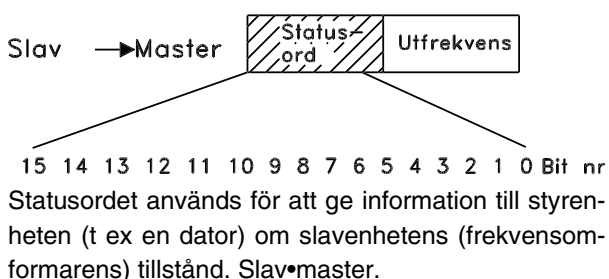 Slav → Master Status-ord Utfrekvens
15 14 13 12 11 10 9 8 7 6 5 4 3 2 1 0 Bit nr
Statusordet används för att ge information till styren-
heten (t ex en dator) om slavenhetens (frekvensom-
formarens) tillstånd. Slav•master.